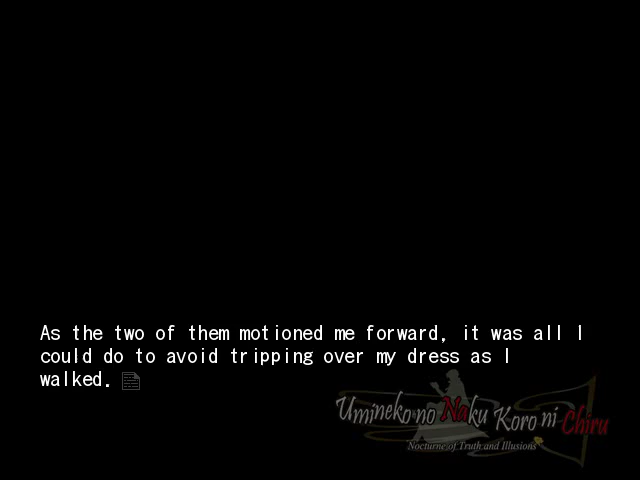 As the two of them motioned me forward, it was all I
could do to avoid tripping over my dress as I
walked.
Umineko no Naku Koro ni Chiru
Nocturne of Truth and Illusions